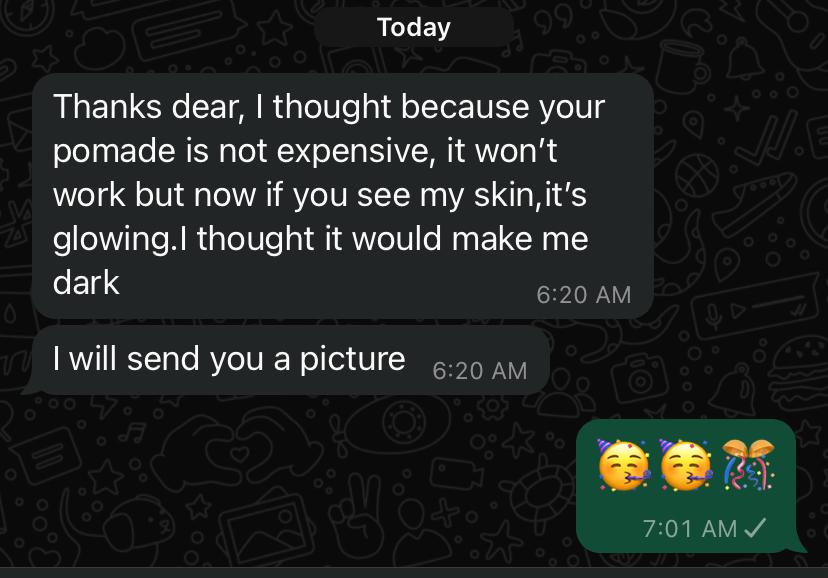 Today
Thanks dear, I thought because your
pomade is not expensive, it won’t
work but now if you see my skin,it’s
glowing.I thought it would make me
dark
6:20 AM
I will send you a picture
6:20 AM
🥳🥳🎊
7:01 AM